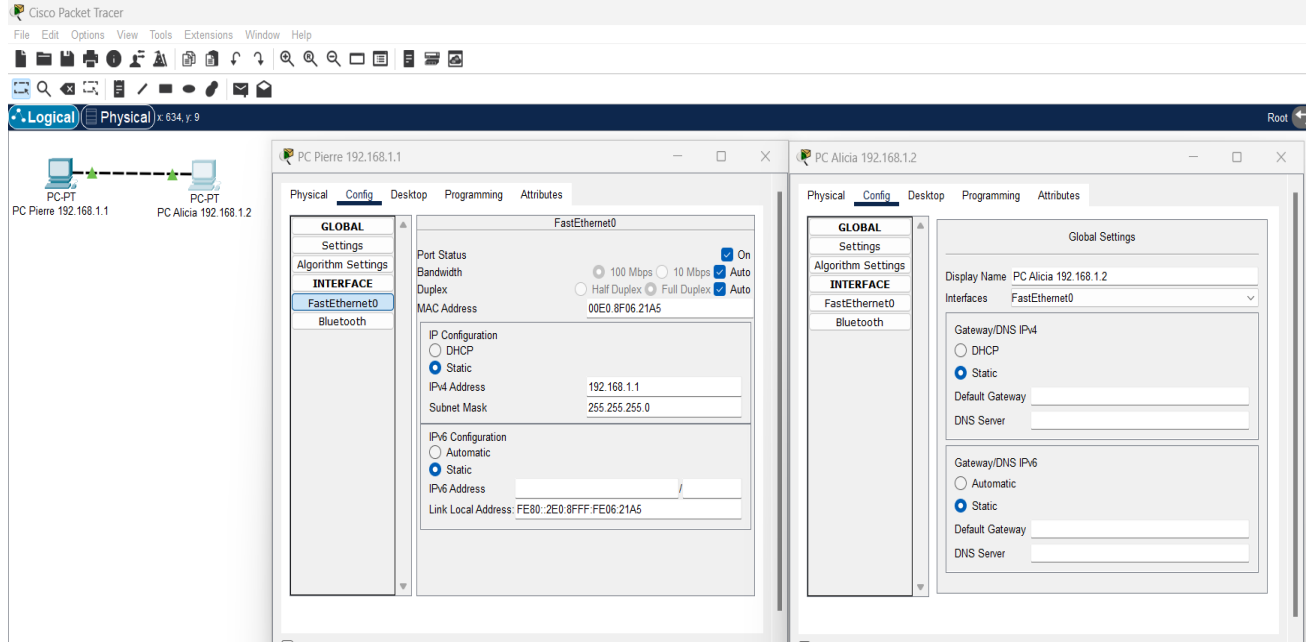 Cisco Packet Tracer
File Edit Options View Tools Extensions Window Help
Logical Physical x: 634, y: 9 Root
PC-PT
PC Pierre 192.168.1.1
PC-PT
PC Alicia 192.168.1.2
PC Pierre 192.168.1.1
Physical Config Desktop Programming Attributes
GLOBAL
Settings
Algorithm Settings
INTERFACE
FastEthernet0
Bluetooth
FastEthernet0
Port Status On
Bandwidth 100 Mbps 10 Mbps Auto
Duplex Half Duplex Full Duplex Auto
MAC Address 00E0.8F06.21A5
IP Configuration
DHCP
Static
IPv4 Address 192.168.1.1
Subnet Mask 255.255.255.0
IPv6 Configuration
Automatic
Static
IPv6 Address /
Link Local Address: FE80::2E0:8FFF:FE06:21A5
PC Alicia 192.168.1.2
Physical Config Desktop Programming Attributes
GLOBAL
Settings
Algorithm Settings
INTERFACE
FastEthernet0
Bluetooth
Global Settings
Display Name PC Alicia 192.168.1.2
Interfaces FastEthernet0
Gateway/DNS IPv4
DHCP
Static
Default Gateway
DNS Server
Gateway/DNS IPv6
Automatic
Static
Default Gateway
DNS Server